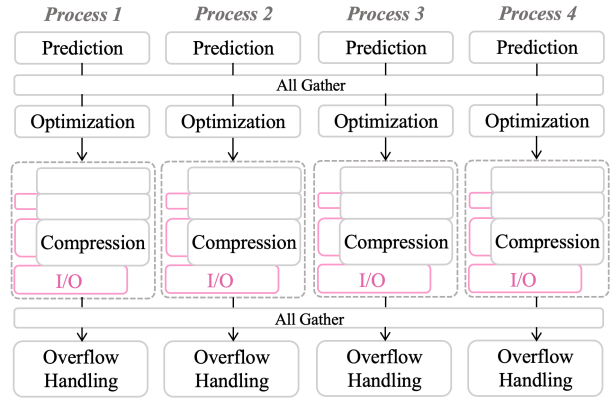 Process 1 Process 2 Process 3 Process 4
Prediction Prediction Prediction Prediction
All Gather
Optimization Optimization Optimization Optimization
Compression Compression Compression Compression
I/O I/O I/O I/O
All Gather
Overflow Overflow Overflow Overflow
Handling Handling Handling Handling